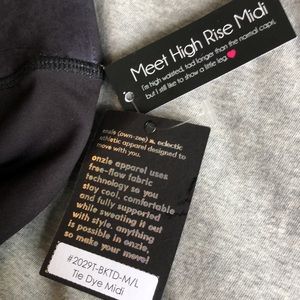 Meet High Rise Midi
I'm high waisted, tad longer than the normal capri,
but I still like to show a little leg.
onzie (own-zee) n. eclectic
athletic apparel designed to
move with you.
onzie apparel uses
free-flow fabric
technology so you
stay cool, comfortable
and fully supported
while sweating it out
with style. anything
is possible in onzie,
so make your move!
#2029T-BKTD-M/L
Tie Dye Midi